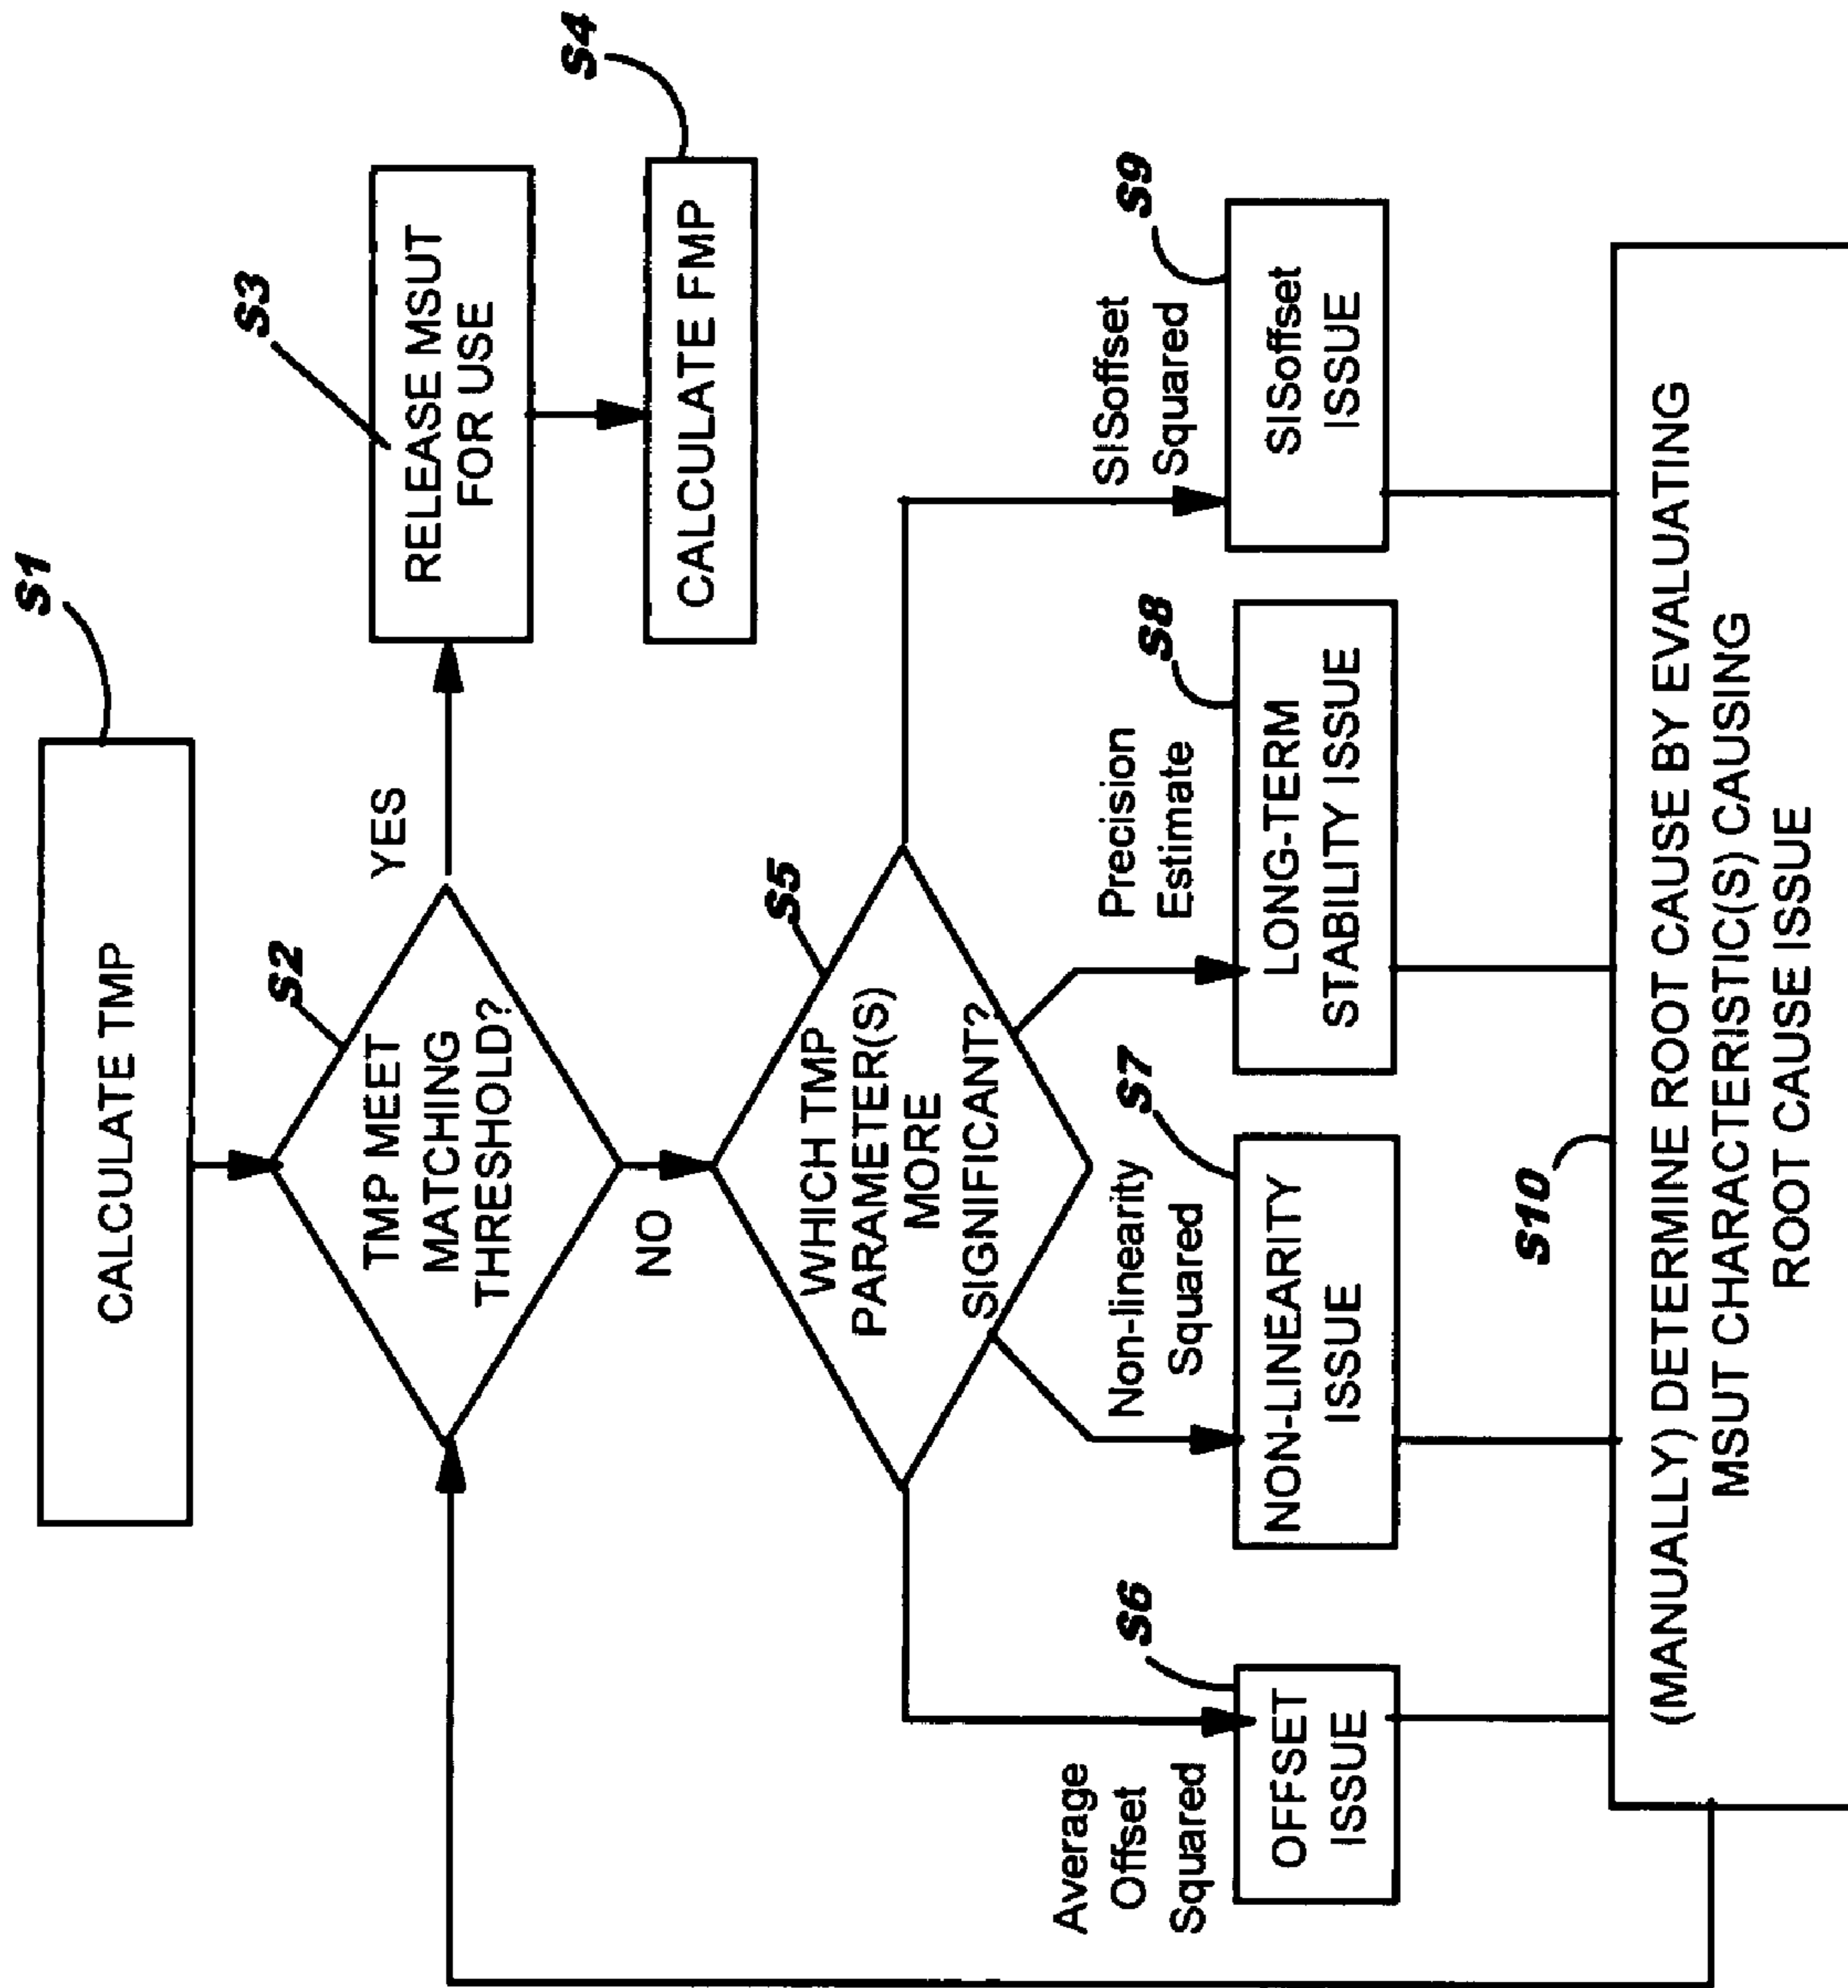 S1
CALCULATE TMP
S2
TMP MEET
MATCHING
THRESHOLD?
YES
S3
RELEASE MSUT
FOR USE
S4
CALCULATE FMP
NO
S5
WHICH TMP
PARAMETER(S)
MORE
SIGNIFICANT?
Average
Offset
Squared
S6
OFFSET
ISSUE
Non-linearity
Squared
S7
NON-LINEARITY
ISSUE
Precision
Estimate
S8
LONG-TERM
STABILITY ISSUE
SISoffset
Squared
S9
SISoffset
ISSUE
S10
(MANUALLY) DETERMINE ROOT CAUSE BY EVALUATING
MSUT CHARACTERISTIC(S) CAUSING
ROOT CAUSE ISSUE